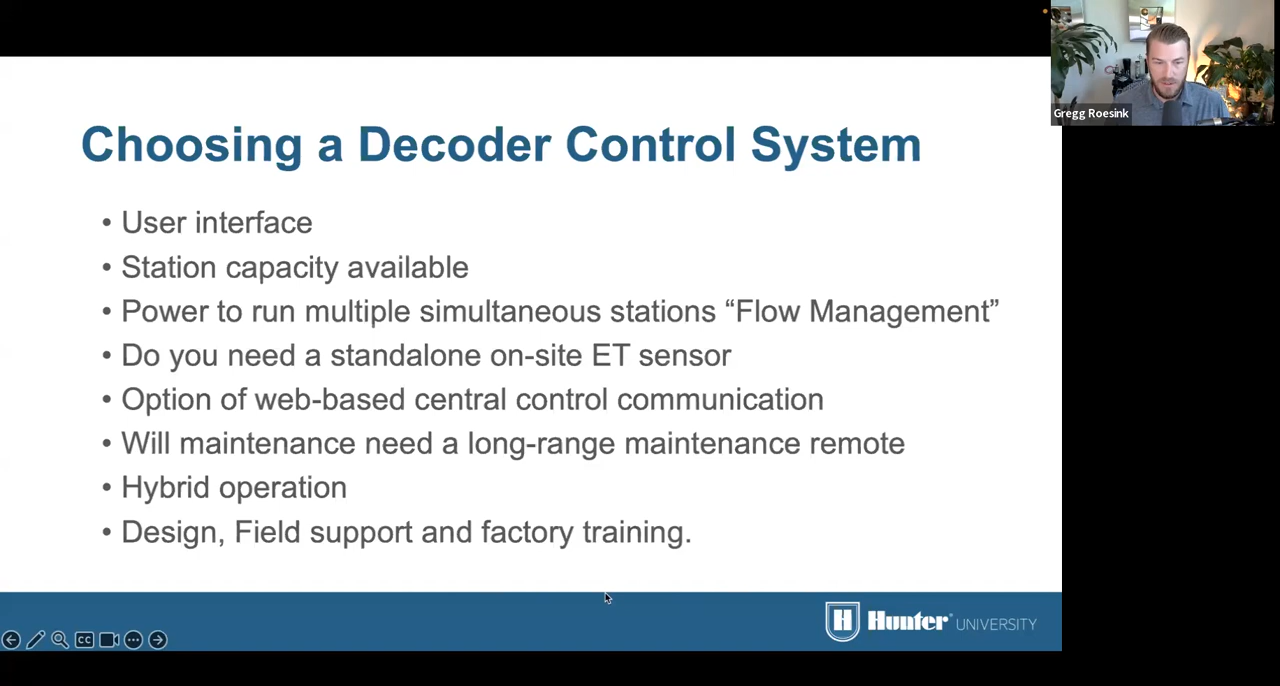 Gregg Roesink
Choosing a Decoder Control System
• User interface
• Station capacity available
• Power to run multiple simultaneous stations “Flow Management”
• Do you need a standalone on-site ET sensor
• Option of web-based central control communication
• Will maintenance need a long-range maintenance remote
• Hybrid operation
• Design, Field support and factory training.
H Hunter® UNIVERSITY
CC